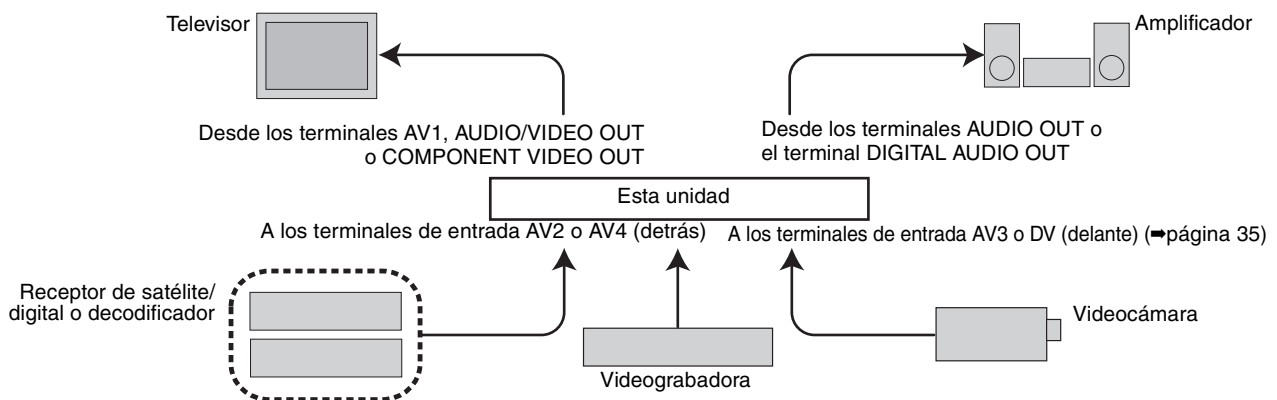 Televisor
Amplificador
Desde los terminales AV1, AUDIO/VIDEO OUT
o COMPONENT VIDEO OUT
Desde los terminales AUDIO OUT o
el terminal DIGITAL AUDIO OUT
Esta unidad
A los terminales de entrada AV2 o AV4 (detrás)
A los terminales de entrada AV3 o DV (delante) (➡página 35)
Receptor de satélite/
digital o decodificador
Videograbadora
Videocámara